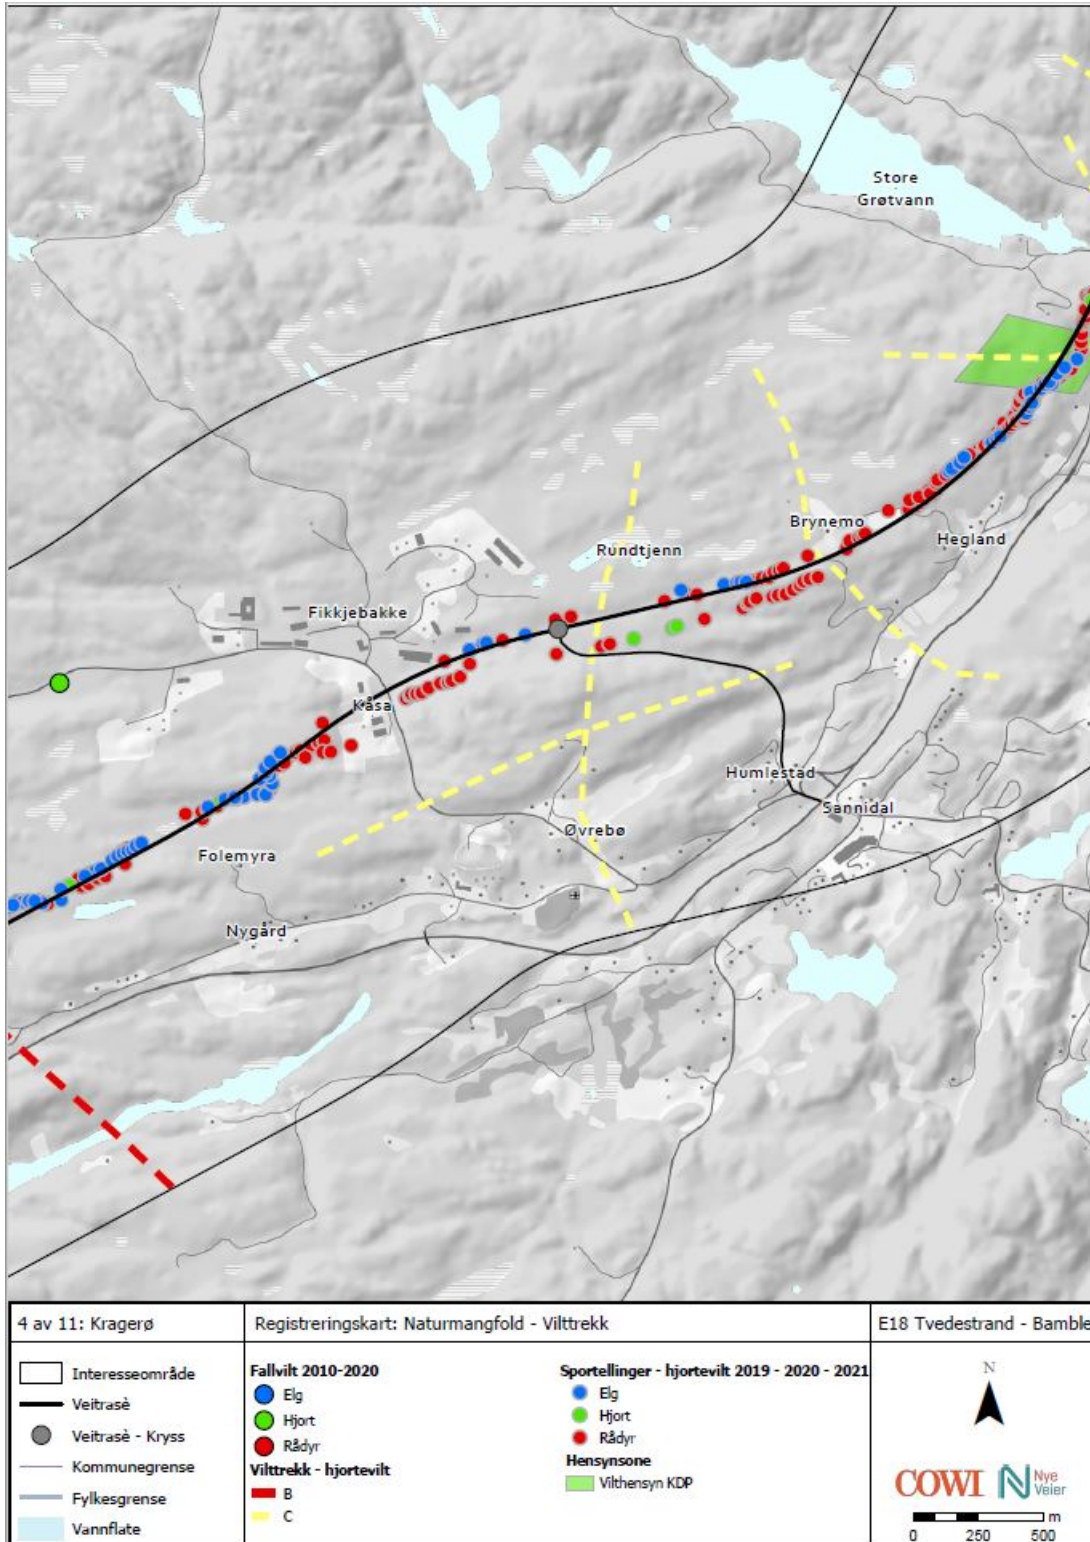 Store
Grøtvann
Brynemo
Hegland
Rundtjenn
Fikkjebakke
Kåsa
Humlestad
Sannidal
Øvrebø
Folemyra
Nygård
4 av 11: Kragerø
Registreringskart: Naturmangfold - Vilttrekk
E18 Tvedestrand - Bamble
Interesseområde
Veitrasè
Veitrasè - Kryss
Kommunegrense
Fylkesgrense
Vannflate
Fallvilt 2010-2020
Elg
Hjort
Rådyr
Vilttrekk - hjortevilt
B
C
Sportellinger - hjortevilt 2019 - 2020 - 2021
Elg
Hjort
Rådyr
Hensynsone
Vilthensyn KDP
N
COWI
Nye
Veier
m
0 250 500